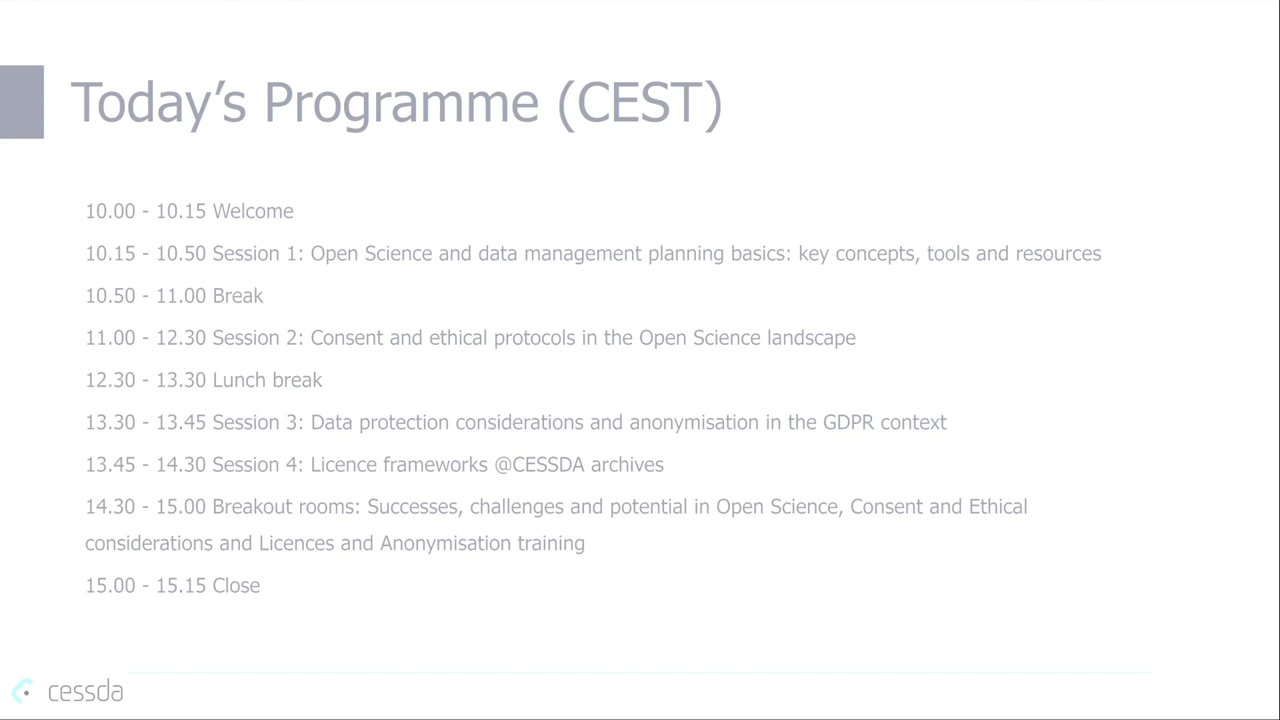 Today’s Programme (CEST)
10.00 - 10.15 Welcome
10.15 - 10.50 Session 1: Open Science and data management planning basics: key concepts, tools and resources
10.50 - 11.00 Break
11.00 - 12.30 Session 2: Consent and ethical protocols in the Open Science landscape
12.30 - 13.30 Lunch break
13.30 - 13.45 Session 3: Data protection considerations and anonymisation in the GDPR context
13.45 - 14.30 Session 4: Licence frameworks @CESSDA archives
14.30 - 15.00 Breakout rooms: Successes, challenges and potential in Open Science, Consent and Ethical
considerations and Licences and Anonymisation training
15.00 - 15.15 Close
cessda